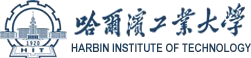 1920
HIT
哈爾濱工業大學
HARBIN INSTITUTE OF TECHNOLOGY